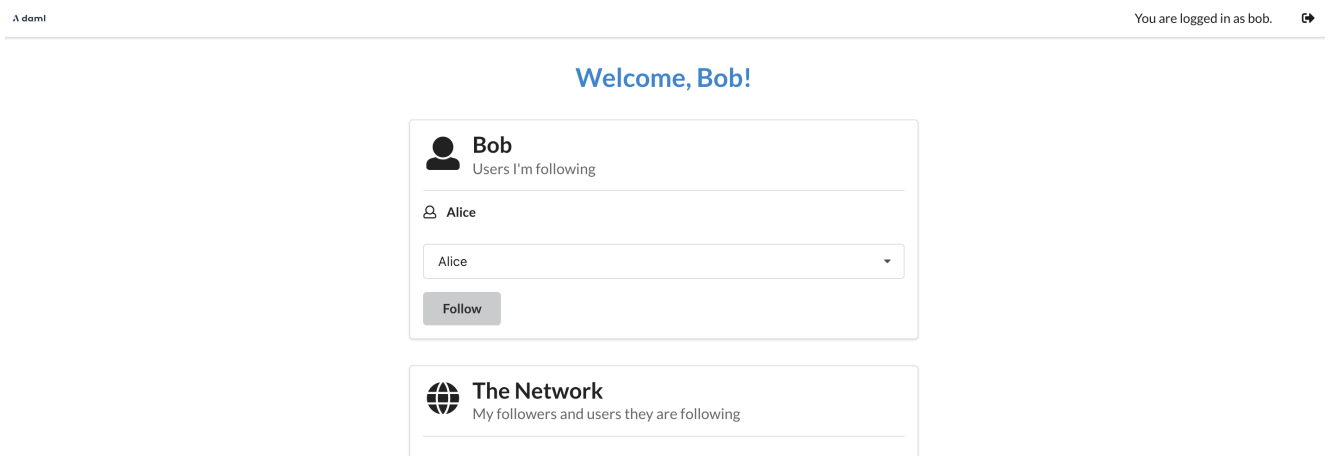 daml
You are logged in as bob.
Welcome, Bob!
Bob
Users I'm following
Alice
Alice
Follow
The Network
My followers and users they are following